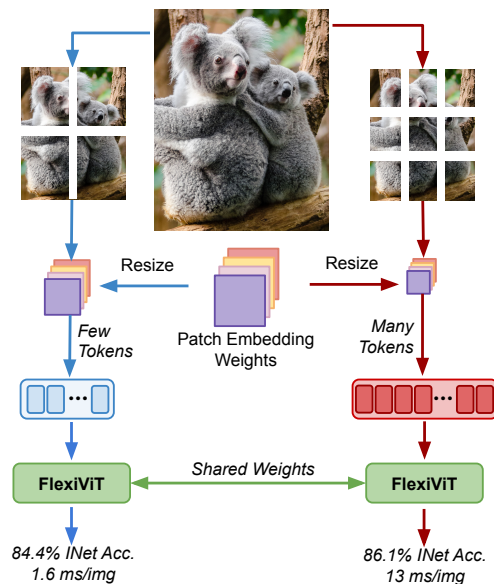 Resize
Resize
Patch Embedding
Weights
Few
Tokens
Many
Tokens
•••
•••
Shared Weights
FlexiViT
FlexiViT
84.4% INet Acc.
1.6 ms/img
86.1% INet Acc.
13 ms/img